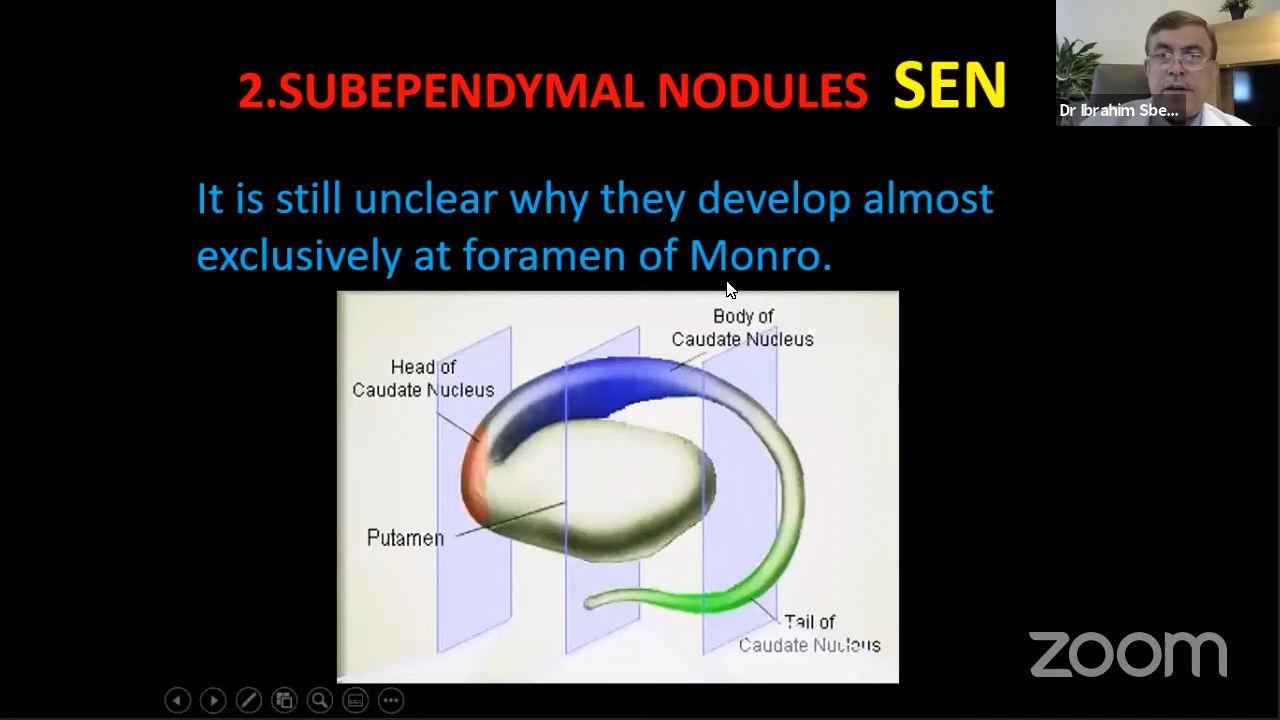 2.SUBEPENDYMAL NODULES SEN
Dr Ibrahim Sbe...
It is still unclear why they develop almost
exclusively at foramen of Monro.
Body of
Caudate Nucleus
Head of
Caudate Nucleus
Putamen
Tail of
Caudate Nucleus
zoom